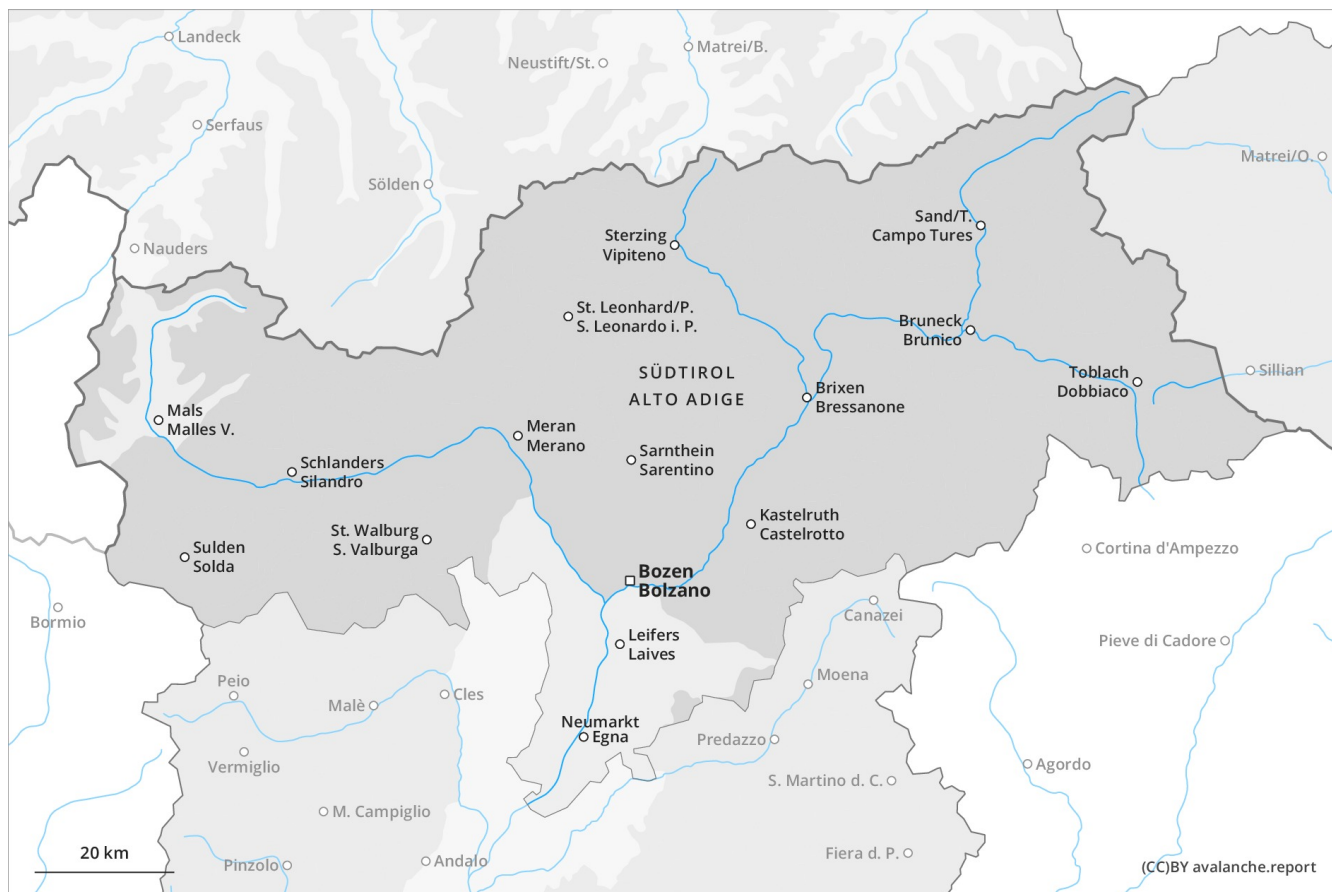 Landeck
Matrei/B.
Neustift/St.
Serfaus
Matrei/O.
Sölden
Nauders
Sterzing
Vipiteno
Sand/T.
Campo Tures
St. Leonhard/P.
S. Leonardo i. P.
Bruneck
Brunico
SÜDTIROL
ALTO ADIGE
Toblach
Dobbiaco
Sillian
Brixen
Bressanone
Mals
Malles V.
Meran
Merano
Schlanders
Silandro
Sarnthein
Sarentino
Kastelruth
Castelrotto
St. Walburg
S. Valburga
Sulden
Solda
Cortina d'Ampezzo
Bozen
Bolzano
Bormio
Canazei
Leifers
Laives
Pieve di Cadore
Peio
Malè
Cles
Moena
Neumarkt
Egna
Predazzo
Vermiglio
Agordo
S. Martino d. C.
M. Campiglio
20 km
Pinzolo
Andalo
Fiera d. P.
(CC)BY avalanche.report